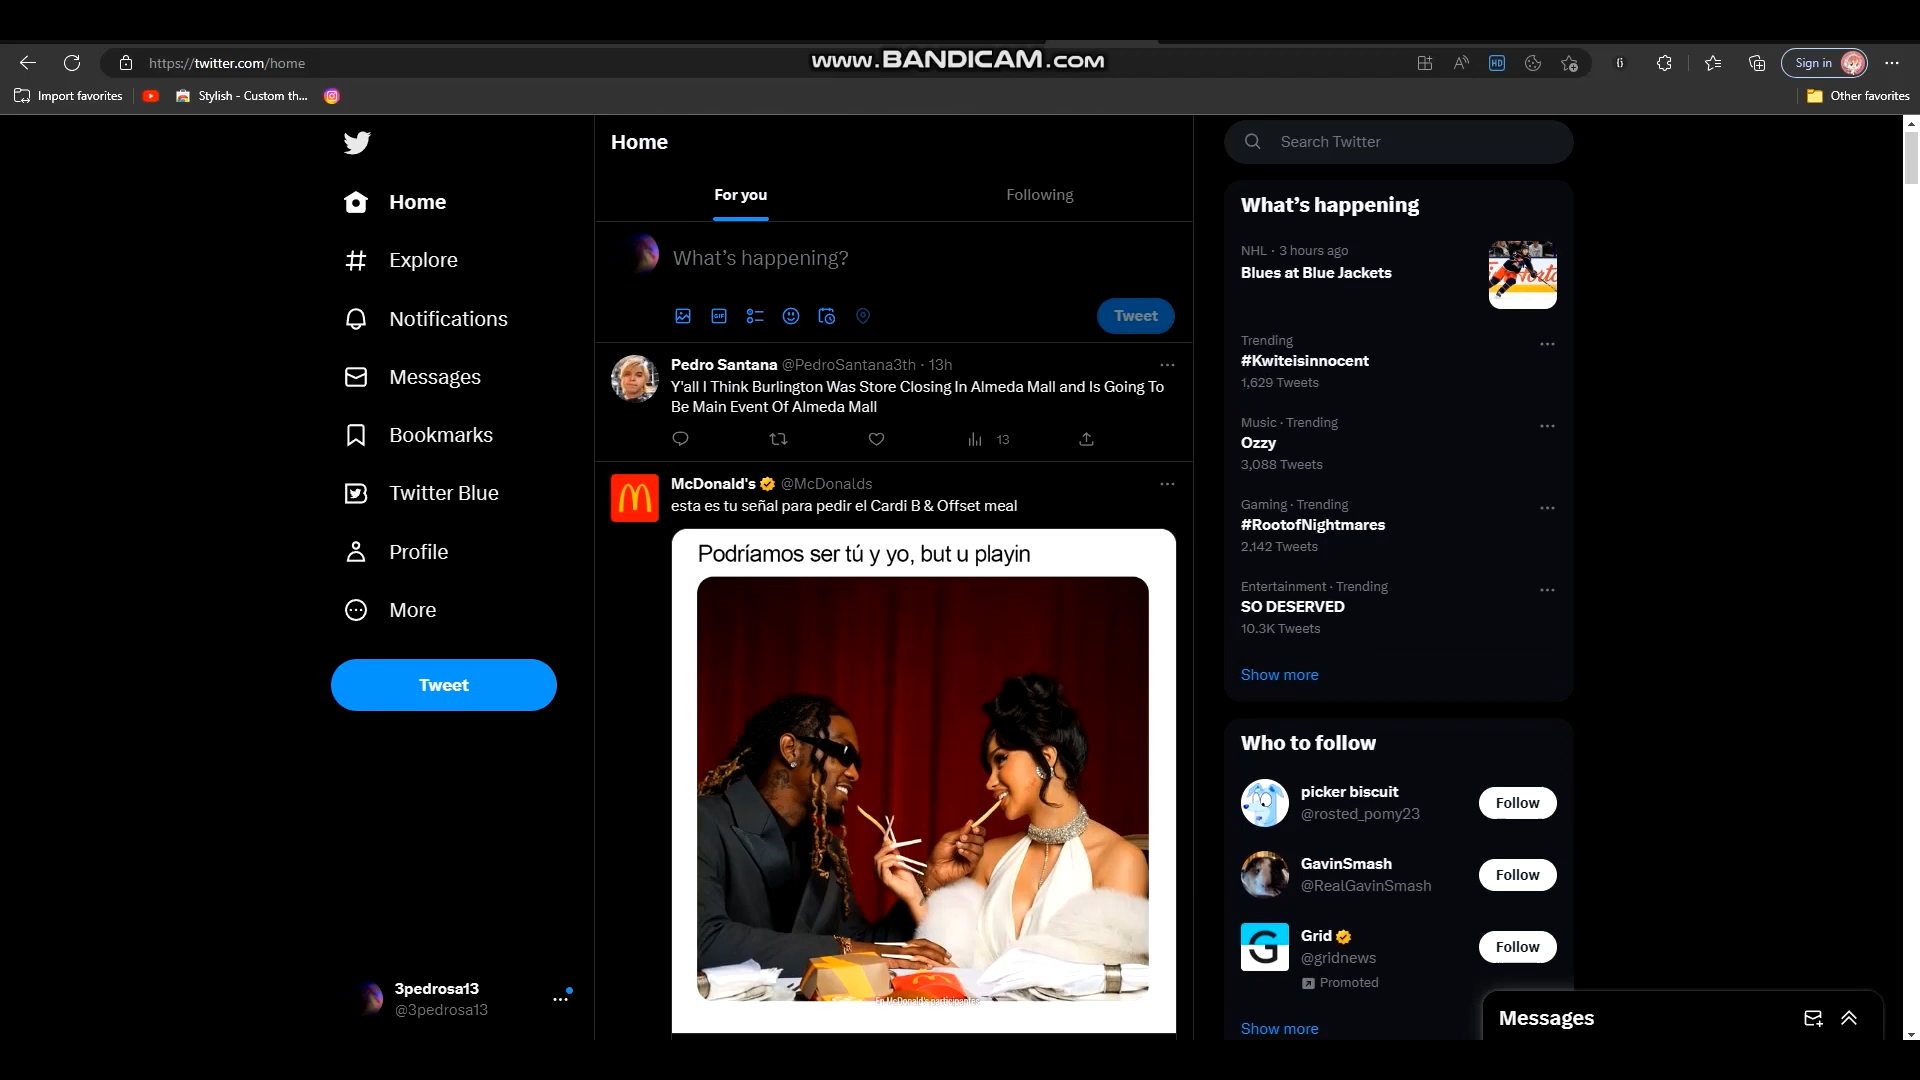 www.BANDICAM.com
https://twitter.com/home
HD
Sign in
Import favorites
Stylish - Custom th...
Other favorites
Home
Explore
Notifications
Messages
Bookmarks
Twitter Blue
Profile
More
Tweet
3pedrosa13
@3pedrosa13
Home
For you
Following
What's happening?
GIF
Tweet
Pedro Santana @PedroSantana3th · 13h
Y'all I Think Burlington Was Store Closing In Almeda Mall and Is Going To
Be Main Event Of Almeda Mall
13
McDonald's @McDonalds
esta es tu señal para pedir el Cardi B & Offset meal
Podríamos ser tú y yo, but u playin
En McDonald's participantes
Search Twitter
What's happening
NHL · 3 hours ago
Blues at Blue Jackets
Trending
#Kwiteisinnocent
1,629 Tweets
Music · Trending
Ozzy
3,088 Tweets
Gaming · Trending
#RootofNightmares
2,142 Tweets
Entertainment · Trending
SO DESERVED
10.3K Tweets
Show more
Who to follow
picker biscuit
@rosted_pomy23
Follow
GavinSmash
@RealGavinSmash
Follow
Grid
@gridnews
Follow
Promoted
Show more
Messages